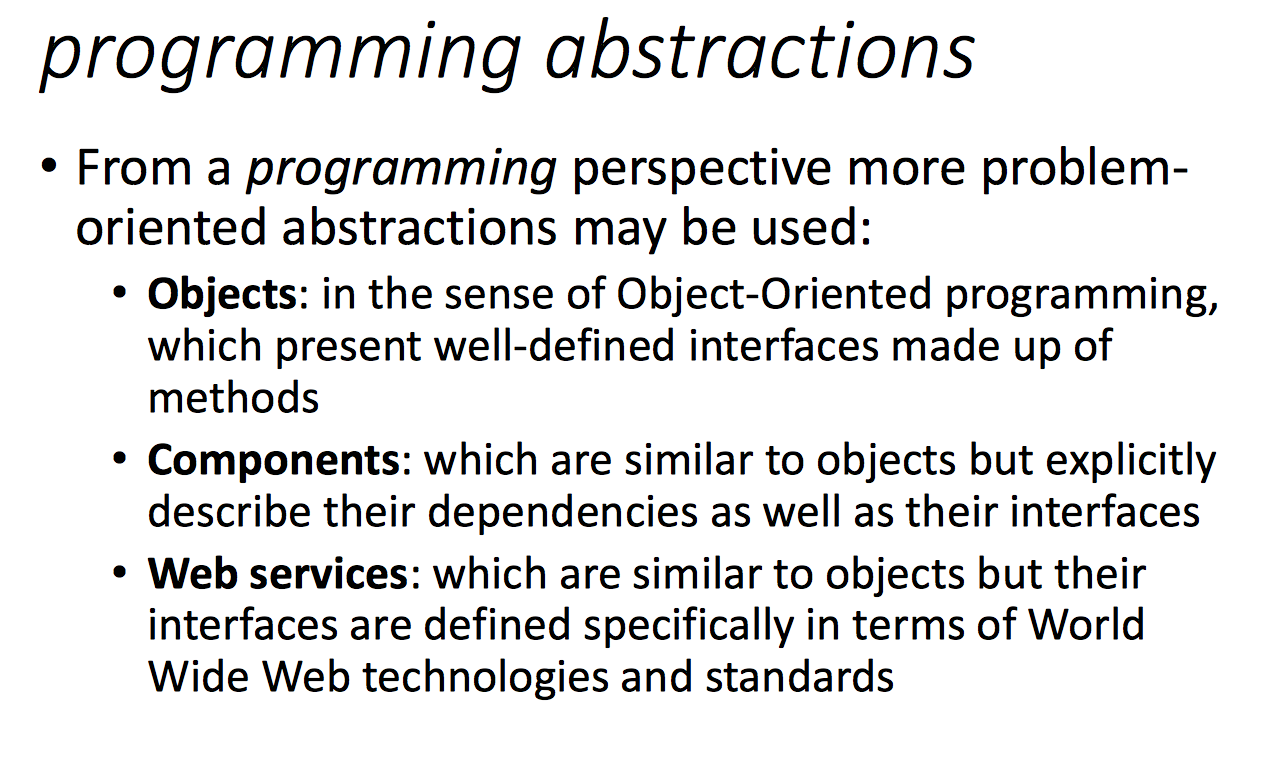 programming abstractions
• From a programming perspective more problem-
oriented abstractions may be used:
• Objects: in the sense of Object-Oriented programming,
which present well-defined interfaces made up of
methods
• Components: which are similar to objects but explicitly
describe their dependencies as well as their interfaces
• Web services: which are similar to objects but their
interfaces are defined specifically in terms of World
Wide Web technologies and standards